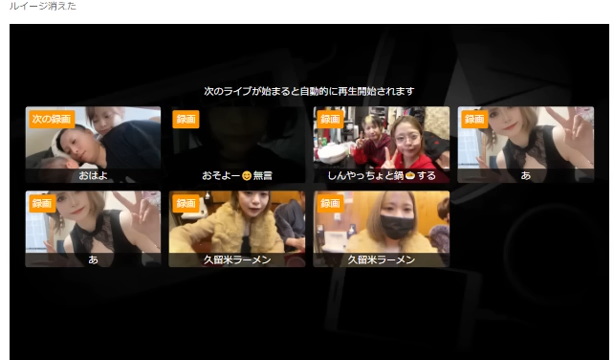 ルイージ消えた
次のライブが始まると自動的に再生開始されます
次の録画
録画
録画
録画
おはよ
おそよー😃無言
しんやっちょと鍋🍲する
あ
録画
録画
録画
あ
久留米ラーメン
久留米ラーメン